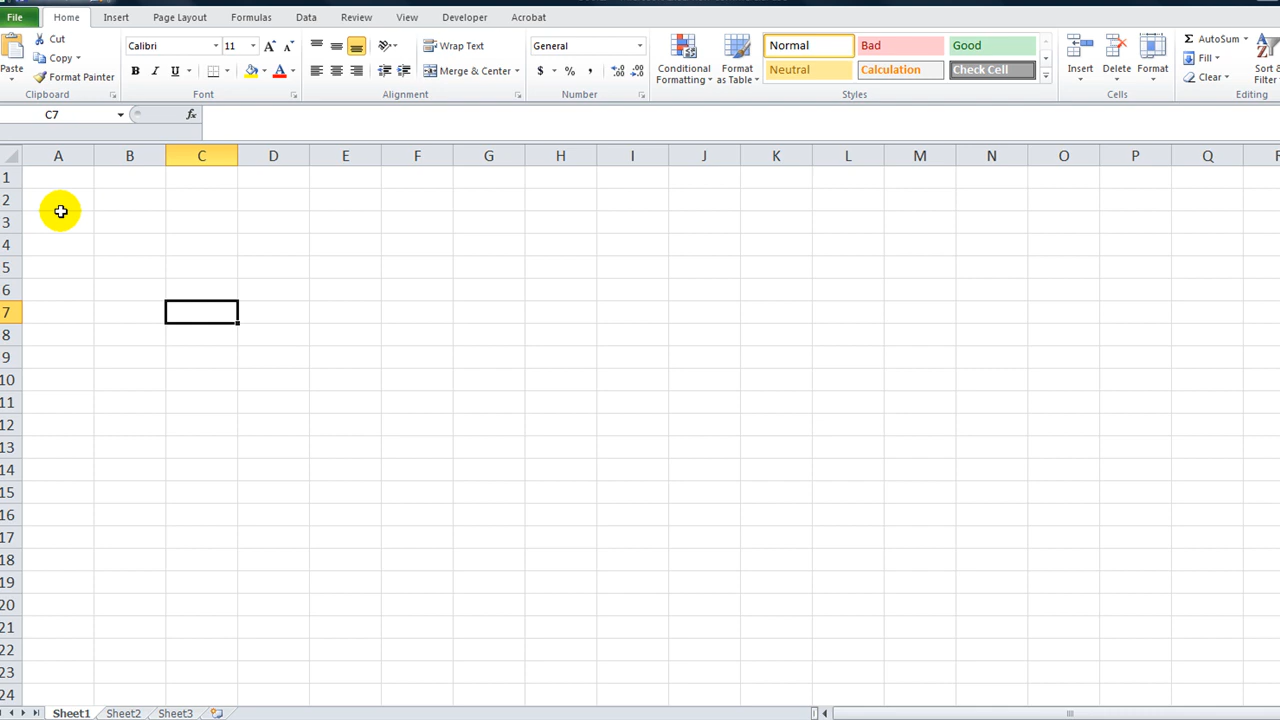 File Home Insert Page Layout Formulas Data Review View Developer Acrobat
Cut
Copy
Format Painter
Paste
Clipboard
Calibri 11
B I U
Font
Wrap Text
Merge & Center
Alignment
General
$ % ,
Number
Conditional Formatting
Format as Table
Normal Bad Good
Neutral Calculation Check Cell
Styles
Insert Delete Format
Cells
AutoSum
Fill
Clear
Sort &
Filter
Editing
C7 fx
A B C D E F G H I J K L M N O P Q
1
2
3
4
5
6
7
8
9
10
11
12
13
14
15
16
17
18
19
20
21
22
23
24
Sheet1 Sheet2 Sheet3